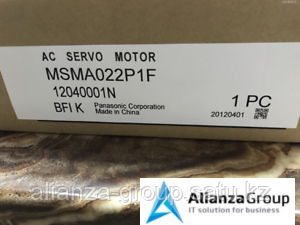 AC SERVO MOTOR
MSMA022P1F
12040001N
BFI K
Panasonic Corporation
Made in China
1 PC
20120401
alianza-group.satu.kz
AlianzaGroup
IT solution for business